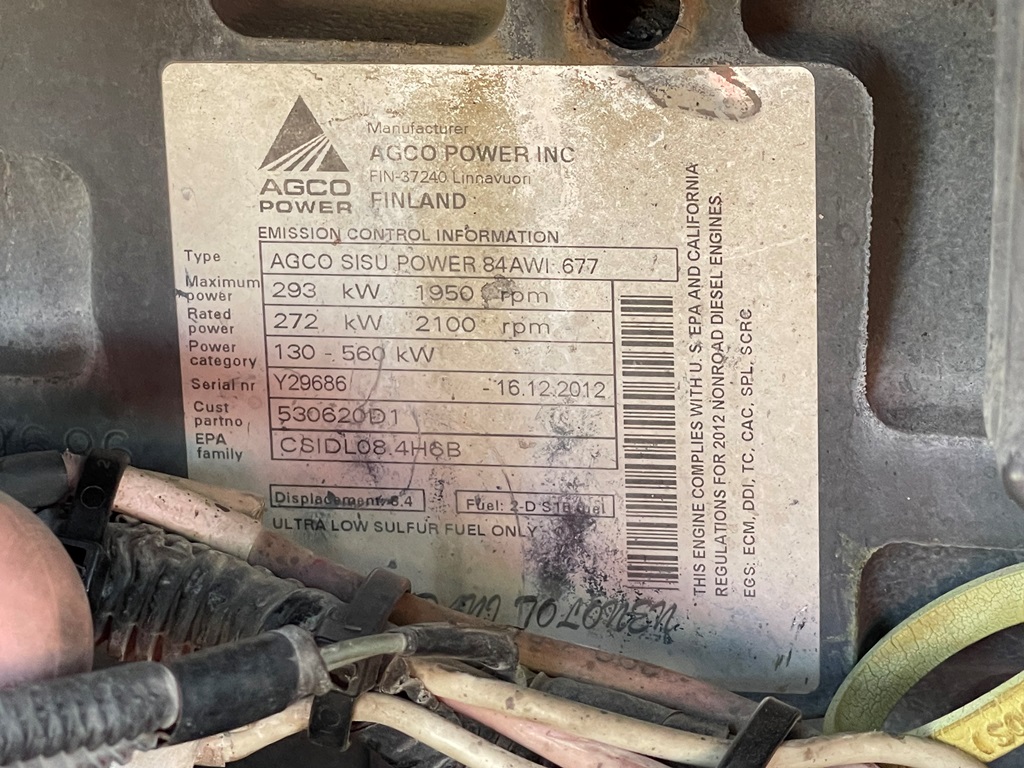 Manufacturer
AGCO POWER INC
FIN-37240 Linnavuori
FINLAND
AGCO
POWER
EMISSION CONTROL INFORMATION
Type AGCO SISU POWER 84AWI .677
Maximum power 293 kW 1950 rpm
Rated power 272 kW 2100 rpm
Power category 130 - 560 kW
Serial nr Y29686 -16.12.2012
Cust partno 530620D1
EPA family CSIDL08.4H6B
Displacement: 8.4 Fuel: 2-D fuel
ULTRA LOW SULFUR FUEL ONLY
THIS ENGINE COMPLIES WITH U.S. EPA AND CALIFORNIA
REGULATIONS FOR 2012 NONROAD DIESEL ENGINES.
ECS: ECM, DDI, TC, CAC, SPL, SCRC
TOLONEN